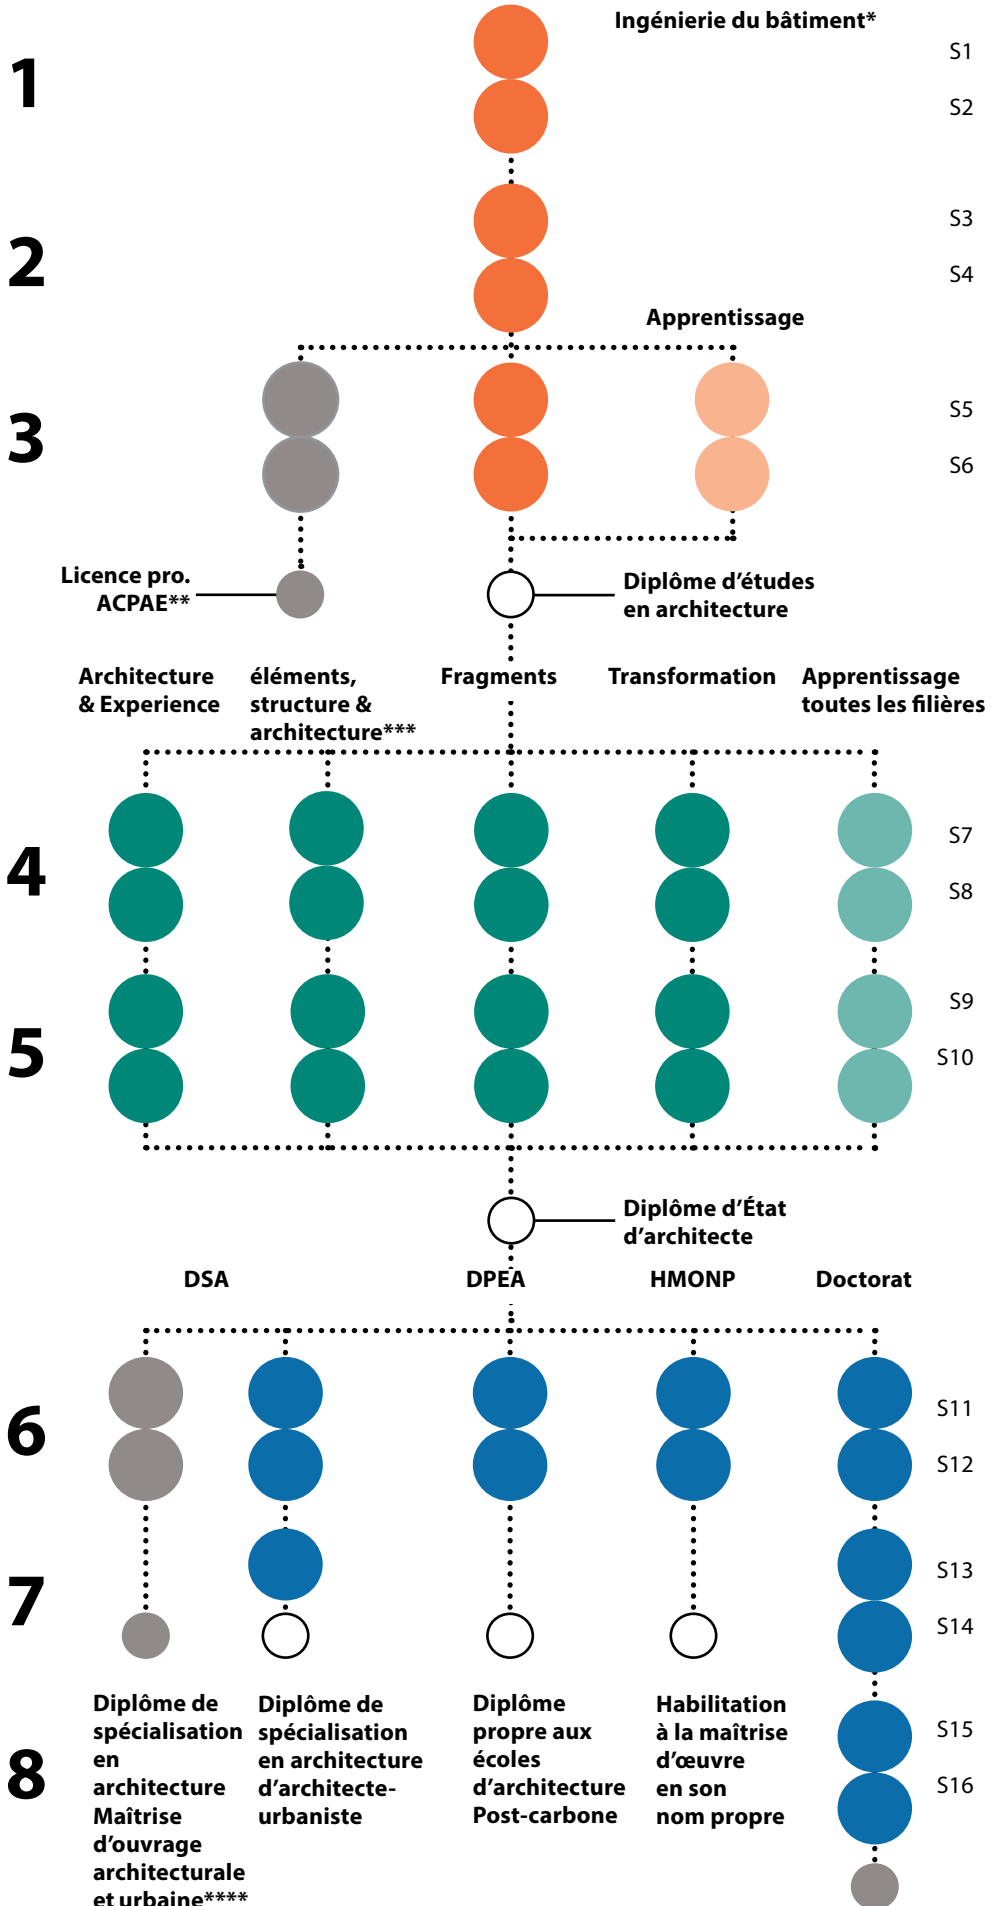 Ingénierie du bâtiment*
1
S1
S2
2
S3
S4
Apprentissage
3
S5
S6
Licence pro.
ACPAE**
Diplôme d'études
en architecture
Architecture
& Experience
éléments,
structure &
architecture***
Fragments
Transformation
Apprentissage
toutes les filières
4
S7
S8
5
S9
S10
Diplôme d'État
d'architecte
DSA
DPEA
HMONP
Doctorat
6
S11
S12
7
S13
S14
8
S15
S16
Diplôme de
spécialisation
en
architecture
Maîtrise
d'ouvrage
architecturale
et urbaine****
Diplôme de
spécialisation
en architecture
d'architecte-
urbaniste
Diplôme
propre aux
écoles
d'architecture
Post-carbone
Habilitation
à la maîtrise
d'œuvre
en son
nom propre